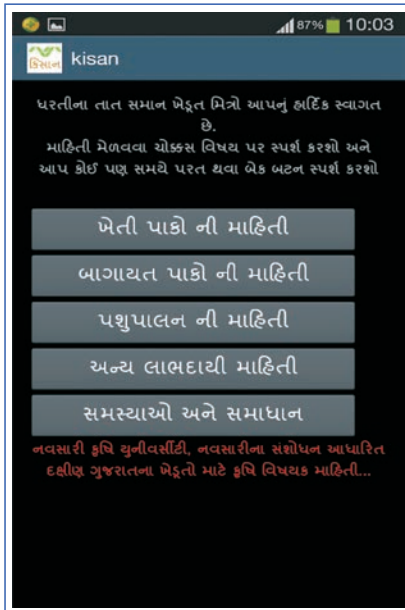 87% 10:03
કિસાન
kisan
ધરતીના તાત સમાન ખેડૂત મિત્રો આપનું હાર્દિક સ્વાગત
છે.
માહિતી મેળવવા ચોક્કસ વિષય પર સ્પર્શ કરશો અને
આપ કોઈ પણ સમયે પરત થવા બેક બટન સ્પર્શ કરશો
ખેતી પાકો ની માહિતી
બાગાયત પાકો ની માહિતી
પશુપાલન ની માહિતી
અન્ય લાભદાયી માહિતી
સમસ્યાઓ અને સમાધાન
નવસારી કૃષિ યુનીવર્સીટી, નવસારીના સંશોધન આધારિત
દક્ષીણ ગુજરાતના ખેડૂતો માટે કૃષિ વિષયક માહિતી...